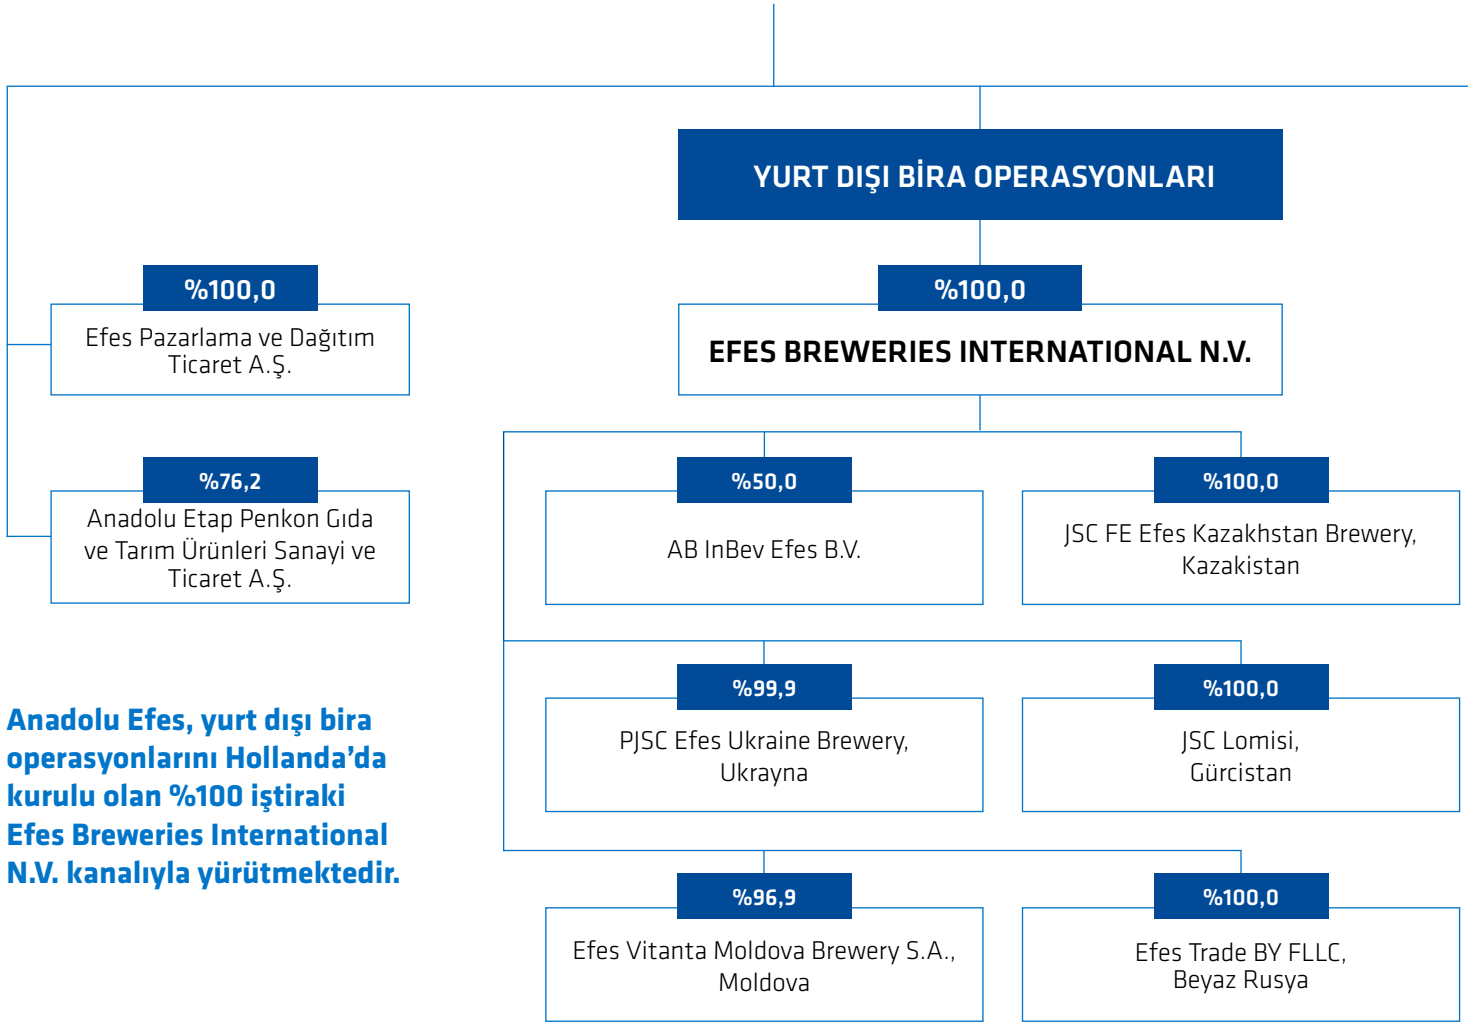 YURT DIŞI BİRA OPERASYONLARI
%100,0
Efes Pazarlama ve Dağıtım
Ticaret A.Ş.
%100,0
EFES BREWERIES INTERNATIONAL N.V.
%76,2
Anadolu Etap Penkon Gıda
ve Tarım Ürünleri Sanayi ve
Ticaret A.Ş.
%50,0
AB InBev Efes B.V.
%100,0
JSC FE Efes Kazakhstan Brewery,
Kazakistan
%99,9
PJSC Efes Ukraine Brewery,
Ukrayna
%100,0
JSC Lomisi,
Gürcistan
Anadolu Efes, yurt dışı bira
operasyonlarını Hollanda’da
kurulu olan %100 iştiraki
Efes Breweries International
N.V. kanalıyla yürütmektedir.
%96,9
Efes Vitanta Moldova Brewery S.A.,
Moldova
%100,0
Efes Trade BY FLLC,
Beyaz Rusya